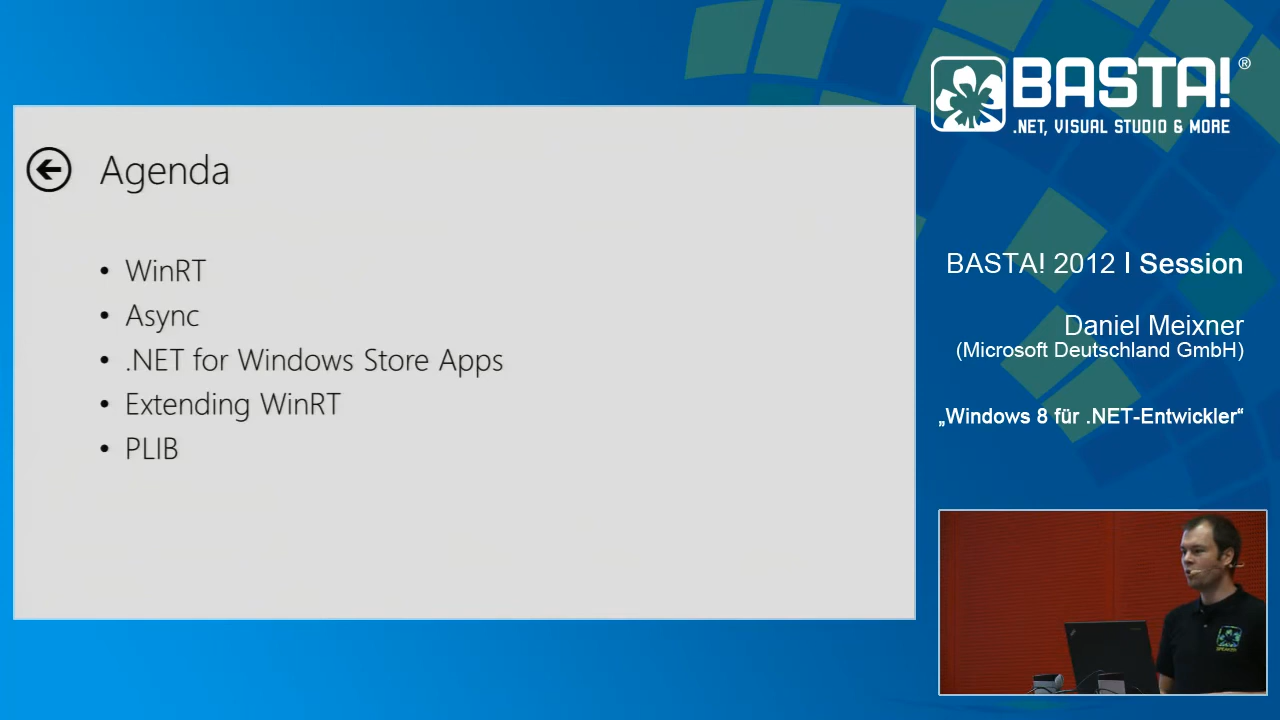 Agenda
• WinRT
• Async
• .NET for Windows Store Apps
• Extending WinRT
• PLIB
BASTA!®
.NET, VISUAL STUDIO & MORE
BASTA! 2012 I Session
Daniel Meixner
(Microsoft Deutschland GmbH)
„Windows 8 für .NET-Entwickler“
SPEAKER